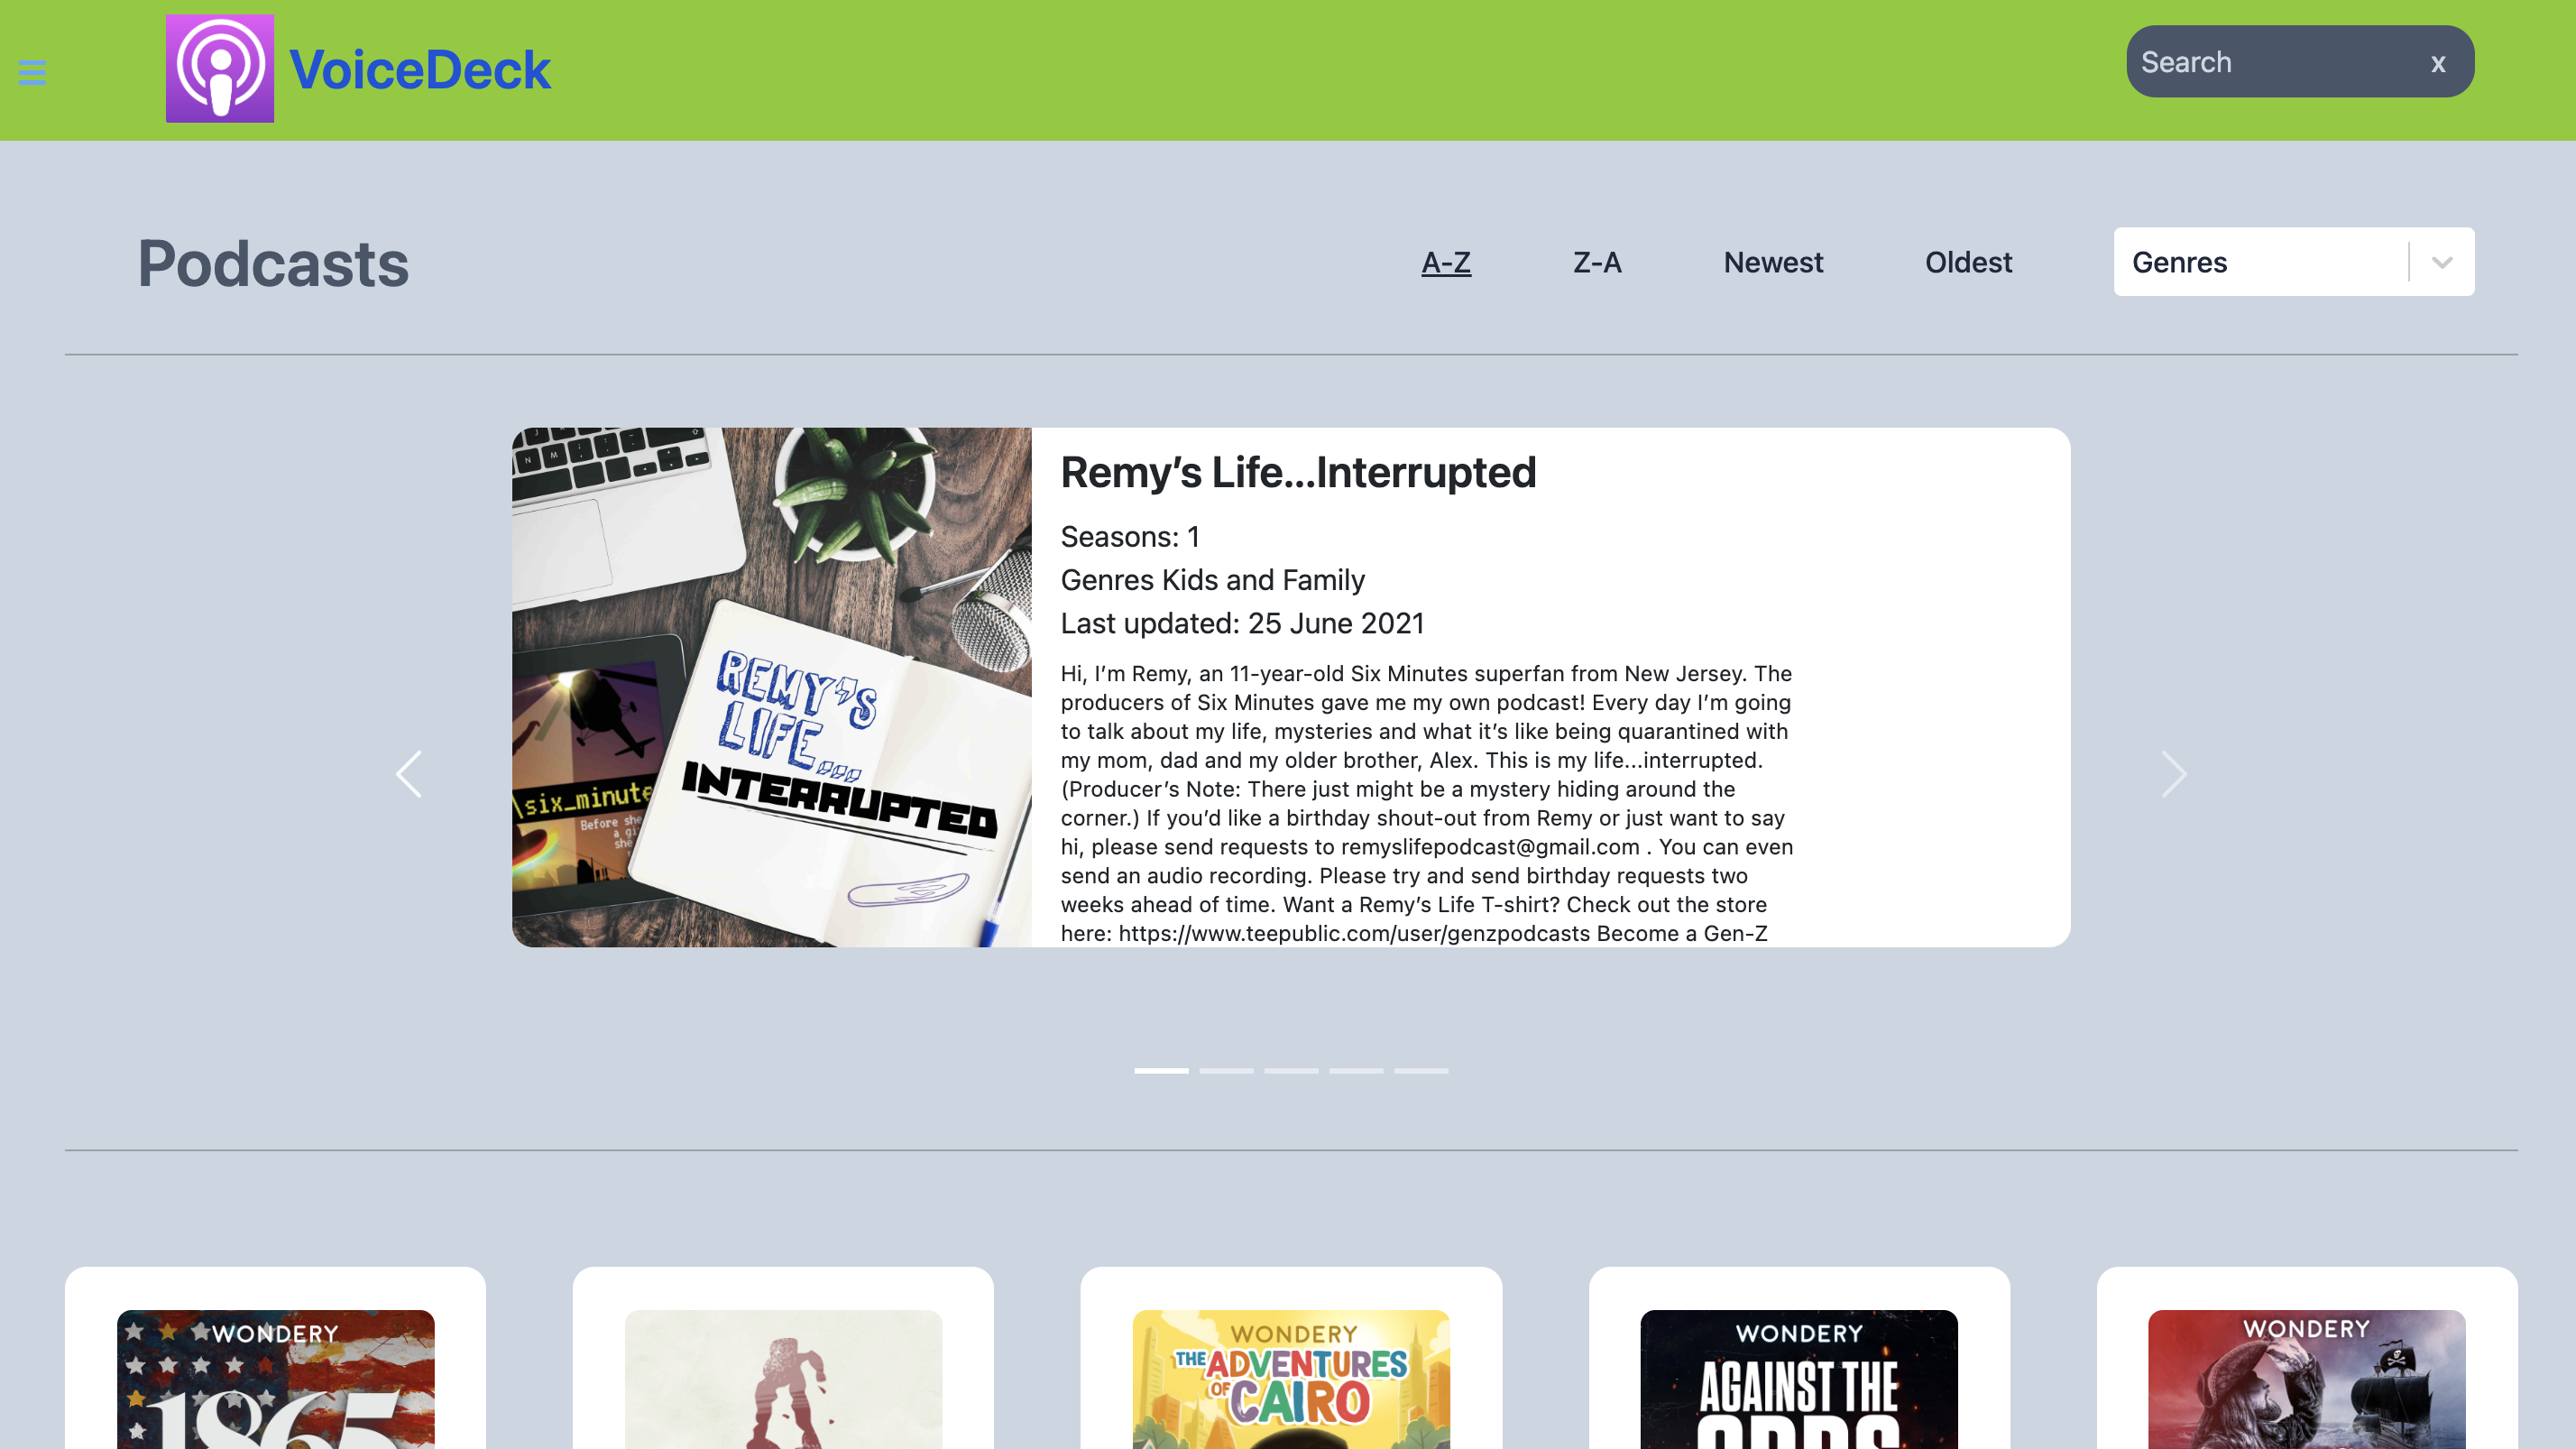 VoiceDeck
Search
x
Podcasts
A-Z
Z-A
Newest
Oldest
Genres
N M
\six_minute
Before she
a gi
she
REMY'S
LIFE...
INTERRUPTED
Remy’s Life…Interrupted
Seasons: 1
Genres Kids and Family
Last updated: 25 June 2021
Hi, I’m Remy, an 11-year-old Six Minutes superfan from New Jersey. The
producers of Six Minutes gave me my own podcast! Every day I’m going
to talk about my life, mysteries and what it’s like being quarantined with
my mom, dad and my older brother, Alex. This is my life…interrupted.
(Producer’s Note: There just might be a mystery hiding around the
corner.) If you’d like a birthday shout-out from Remy or just want to say
hi, please send requests to remyslifepodcast@gmail.com . You can even
send an audio recording. Please try and send birthday requests two
weeks ahead of time. Want a Remy’s Life T-shirt? Check out the store
here: https://www.teepublic.com/user/genzpodcasts Become a Gen-Z
WONDERY
1865
WONDERY
THE ADVENTURES
OF CAIRO
WONDERY
AGAINST THE
ODDS
WONDERY